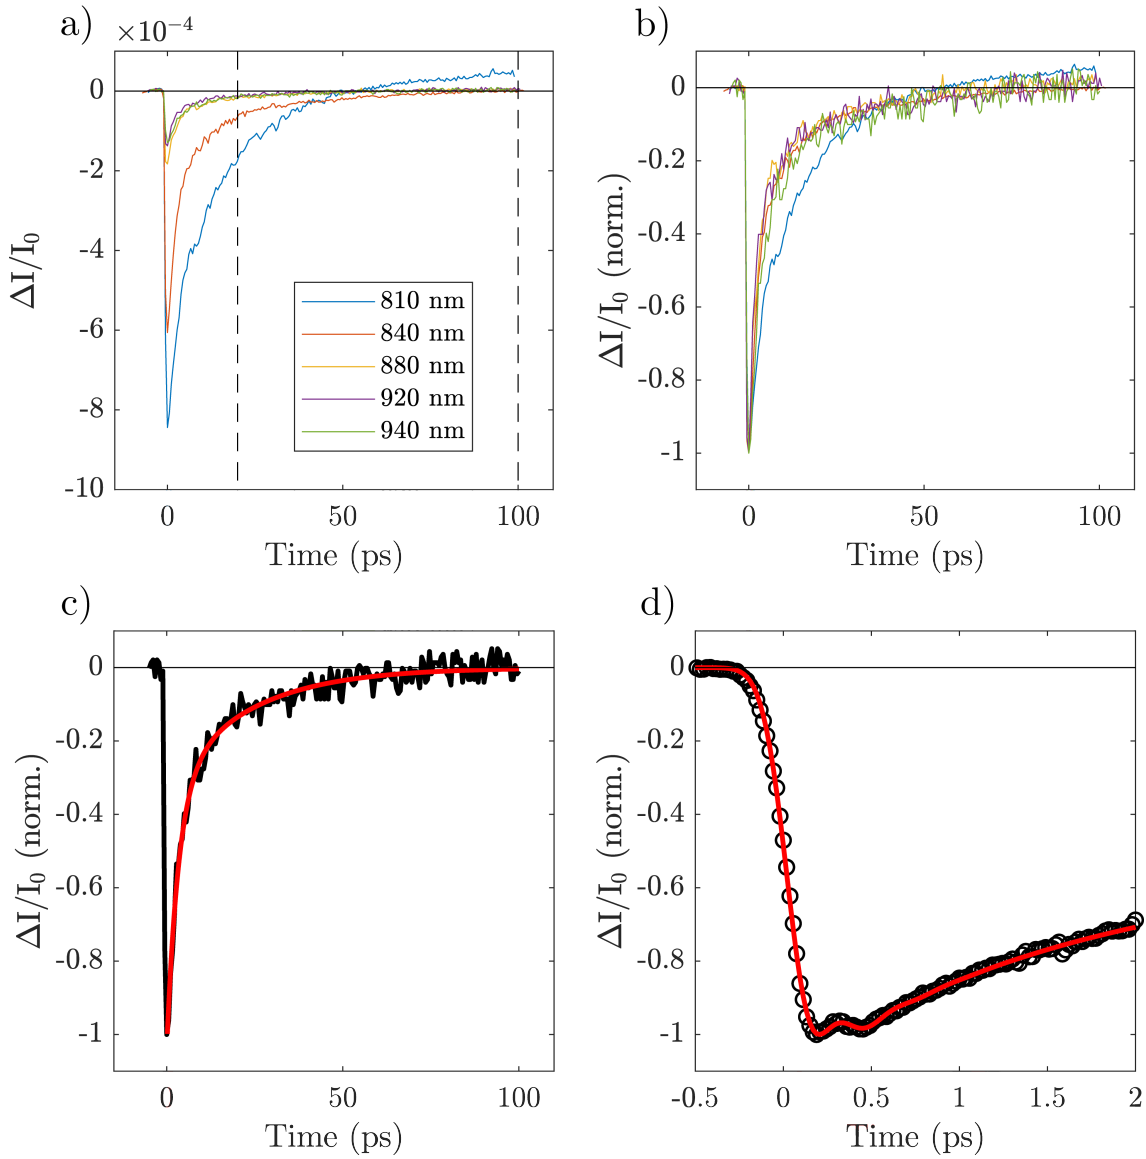 a)
×10⁻⁴
0
-2
-4
-6
-8
-10
ΔI/I₀
810 nm
840 nm
880 nm
920 nm
940 nm
0 50 100
Time (ps)
b)
0
-0.2
-0.4
-0.6
-0.8
-1
ΔI/I₀ (norm.)
0 50 100
Time (ps)
c)
0
-0.2
-0.4
-0.6
-0.8
-1
ΔI/I₀ (norm.)
0 50 100
Time (ps)
d)
0
-0.2
-0.4
-0.6
-0.8
-1
ΔI/I₀ (norm.)
-0.5 0 0.5 1 1.5 2
Time (ps)